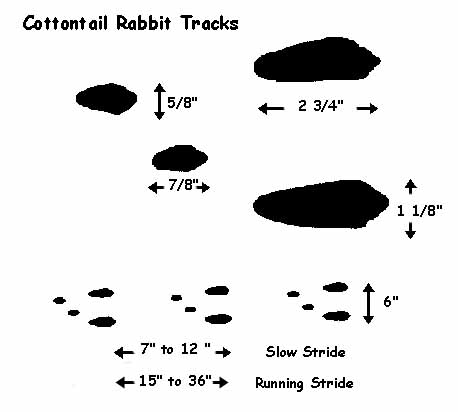 Cottontail Rabbit Tracks
5/8"
2 3/4"
7/8"
1 1/8"
6"
7" to 12 " Slow Stride
15" to 36" Running Stride